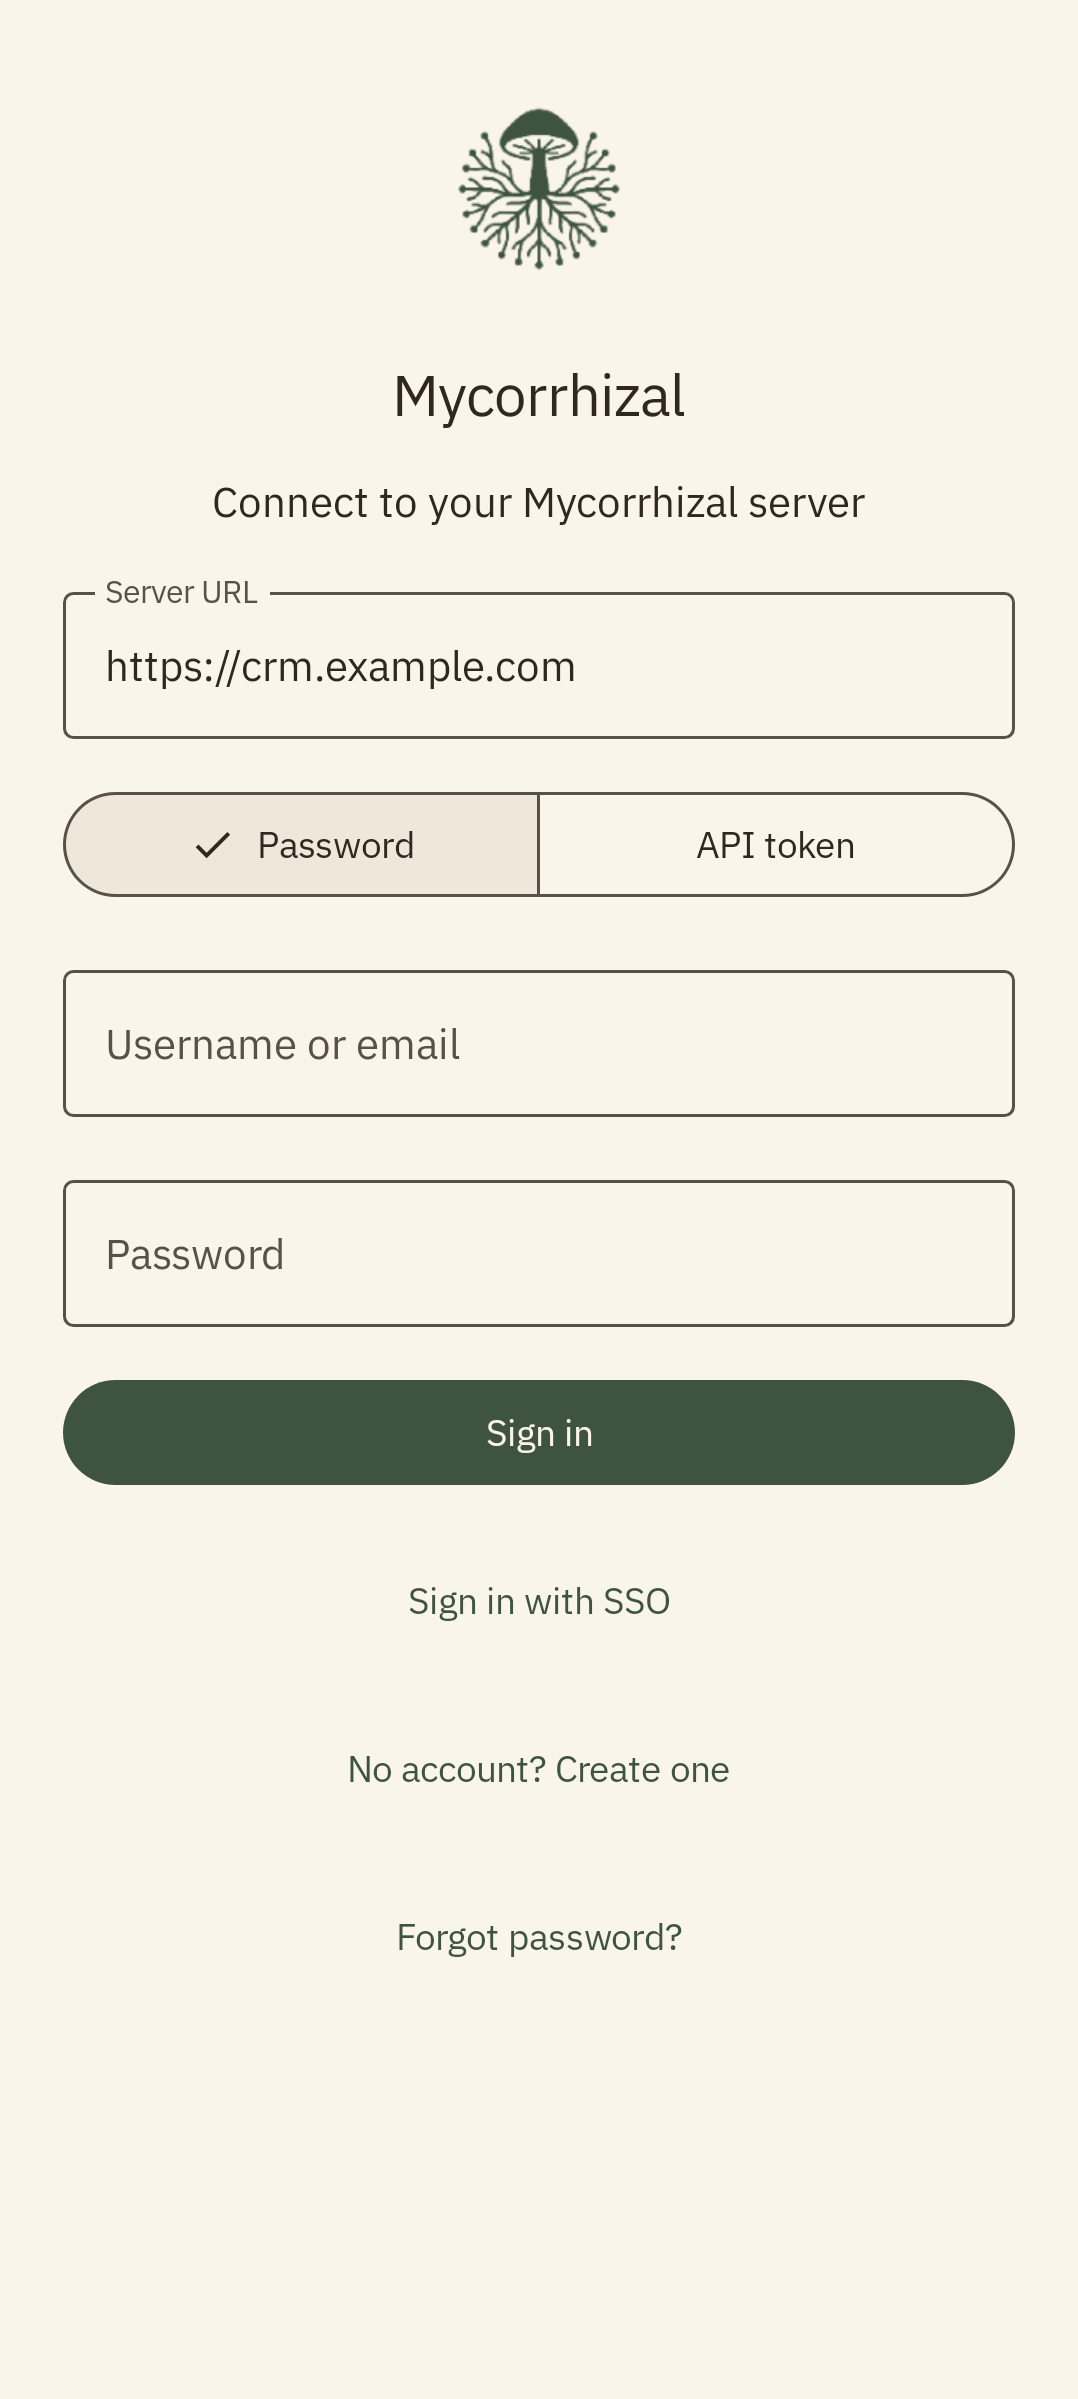 Mycorrhizal
Connect to your Mycorrhizal server
Server URL
https://crm.example.com
Password
API token
Username or email
Password
Sign in
Sign in with SSO
No account? Create one
Forgot password?